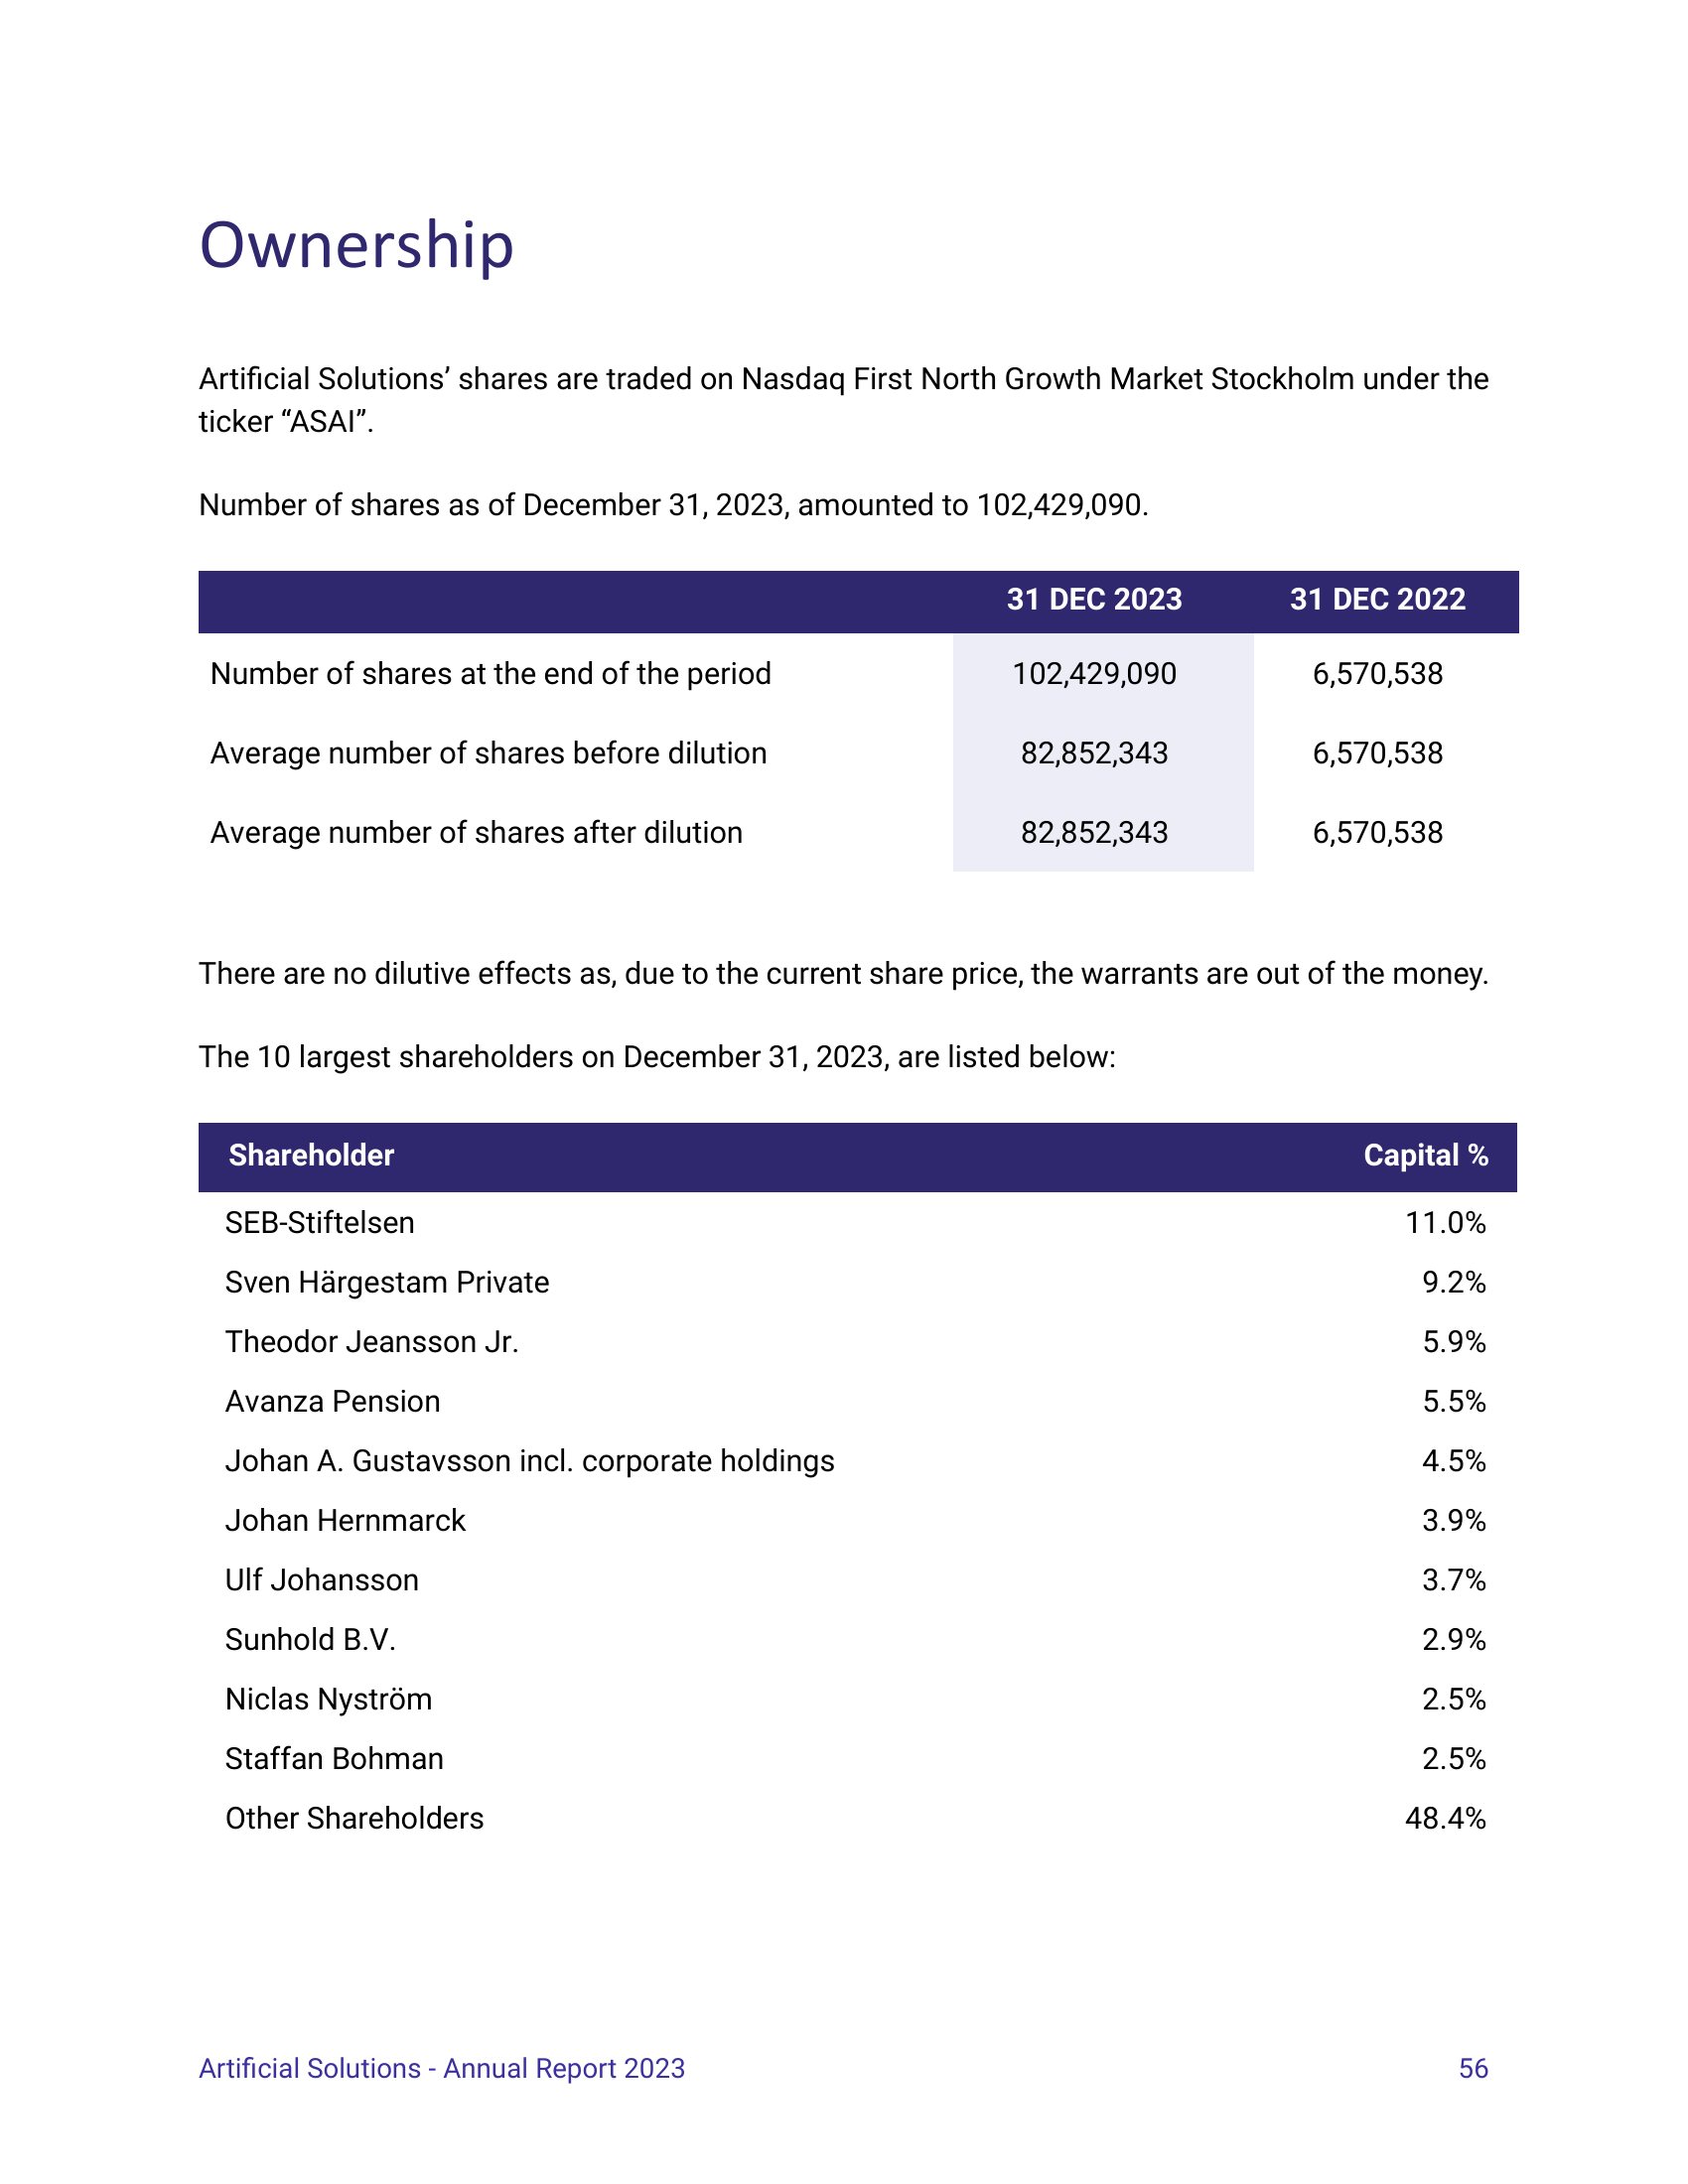 Ownership
Artificial Solutions’ shares are traded on Nasdaq First North Growth Market Stockholm under the
ticker “ASAI”.
Number of shares as of December 31, 2023, amounted to 102,429,090.
31 DEC 2023 31 DEC 2022
Number of shares at the end of the period 102,429,090 6,570,538
Average number of shares before dilution 82,852,343 6,570,538
Average number of shares after dilution 82,852,343 6,570,538
There are no dilutive effects as, due to the current share price, the warrants are out of the money.
The 10 largest shareholders on December 31, 2023, are listed below:
Shareholder Capital %
SEB-Stiftelsen 11.0%
Sven Härgestam Private 9.2%
Theodor Jeansson Jr. 5.9%
Avanza Pension 5.5%
Johan A. Gustavsson incl. corporate holdings 4.5%
Johan Hernmarck 3.9%
Ulf Johansson 3.7%
Sunhold B.V. 2.9%
Niclas Nyström 2.5%
Staffan Bohman 2.5%
Other Shareholders 48.4%
Artificial Solutions - Annual Report 2023 56